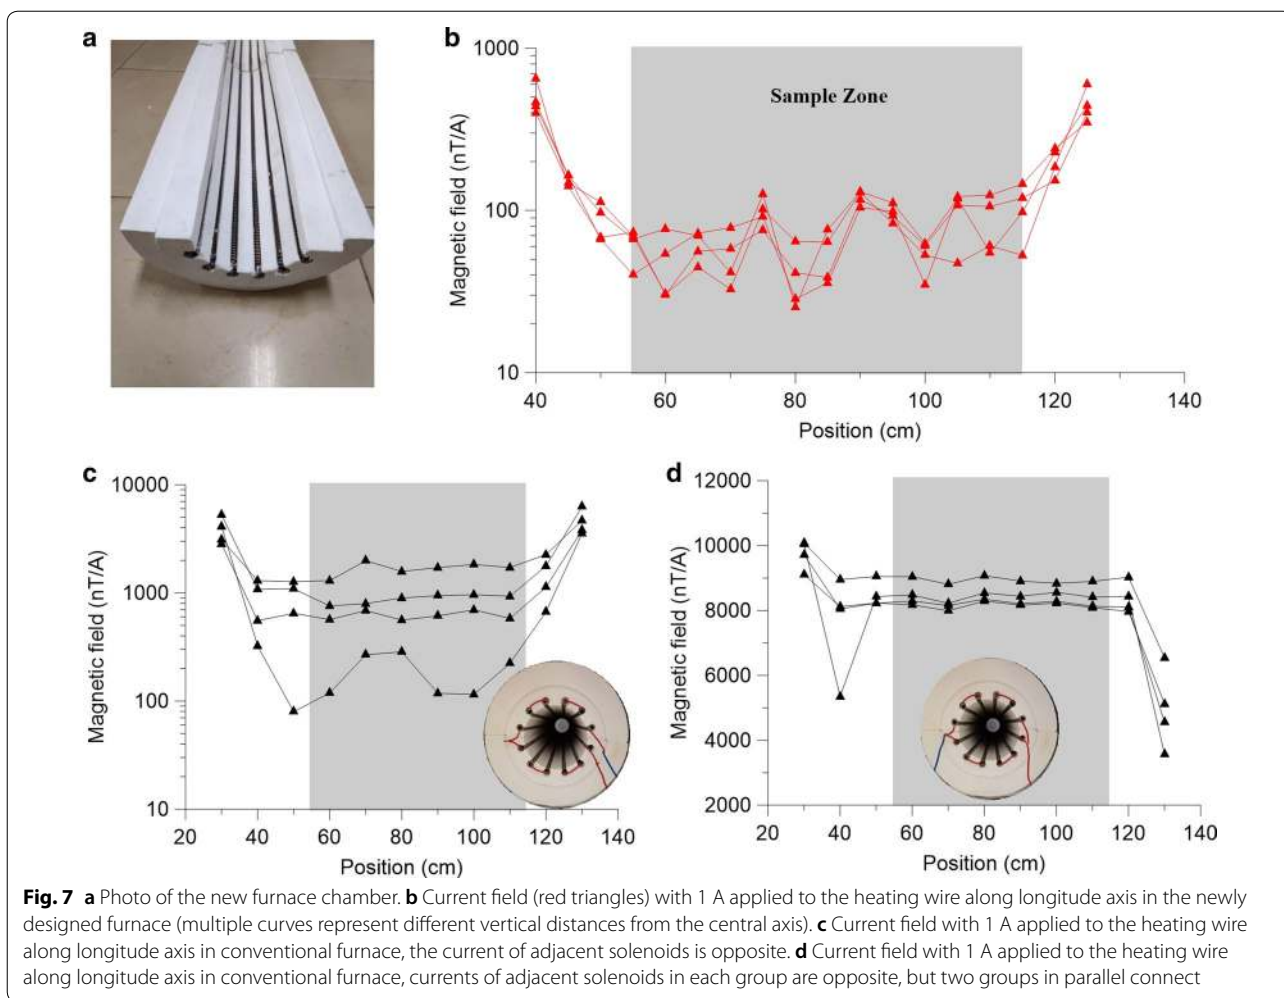 a
b
1000
100
10
Magnetic field (nT/A)
Sample Zone
40 60 80 100 120 140
Position (cm)
c
10000
1000
100
10
Magnetic field (nT/A)
20 40 60 80 100 120 140
Position (cm)
d
12000
10000
8000
6000
4000
2000
Magnetic field (nT/A)
20 40 60 80 100 120 140
Position (cm)
Fig. 7 a Photo of the new furnace chamber. b Current field (red triangles) with 1 A applied to the heating wire along longitude axis in the newly
designed furnace (multiple curves represent different vertical distances from the central axis). c Current field with 1 A applied to the heating wire
along longitude axis in conventional furnace, the current of adjacent solenoids is opposite. d Current field with 1 A applied to the heating wire
along longitude axis in conventional furnace, currents of adjacent solenoids in each group are opposite, but two groups in parallel connect